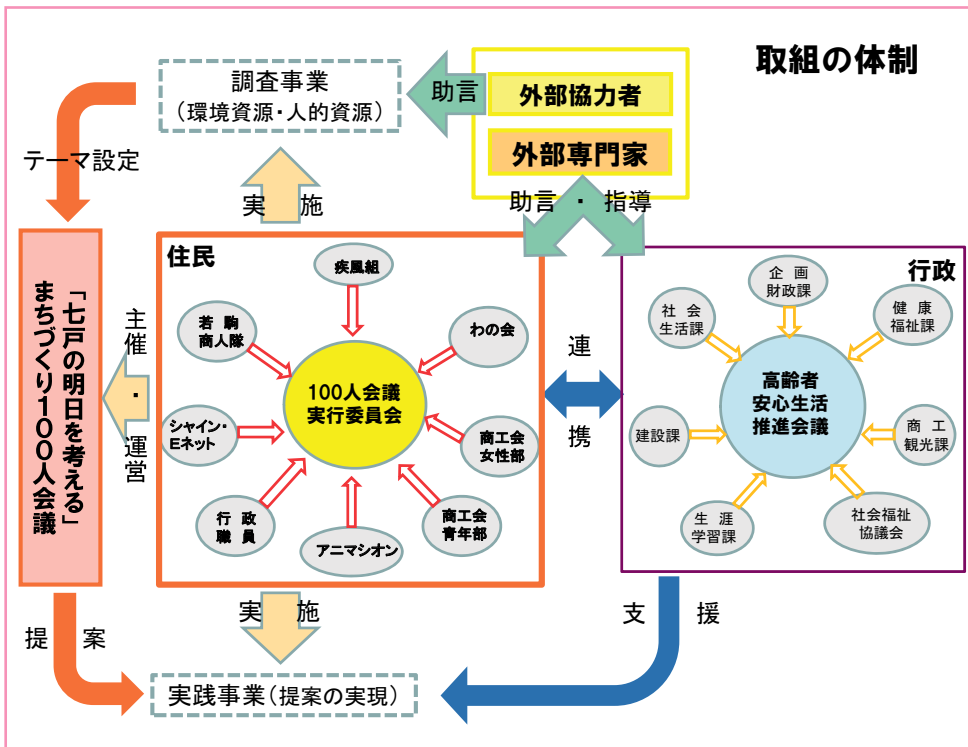 取組の体制
調査事業
（環境資源・人的資源）
助言
外部協力者
外部専門家
テーマ設定
実　施
助言・指導
「七戸の明日を考える」
まちづくり１００人会議
主催・運営
住民
疾風組
若駒
商人隊
わの会
100人会議
実行委員会
シャイン・
Eネット
商工会
女性部
行政
職員
アニマシオン
商工会
青年部
連携
行政
企画
財政課
社会
生活課
健康
福祉課
高齢者
安心生活
推進会議
建設課
商工
観光課
生涯
学習課
社会福祉
協議会
提　案
実　施
支　援
実践事業（提案の実現）